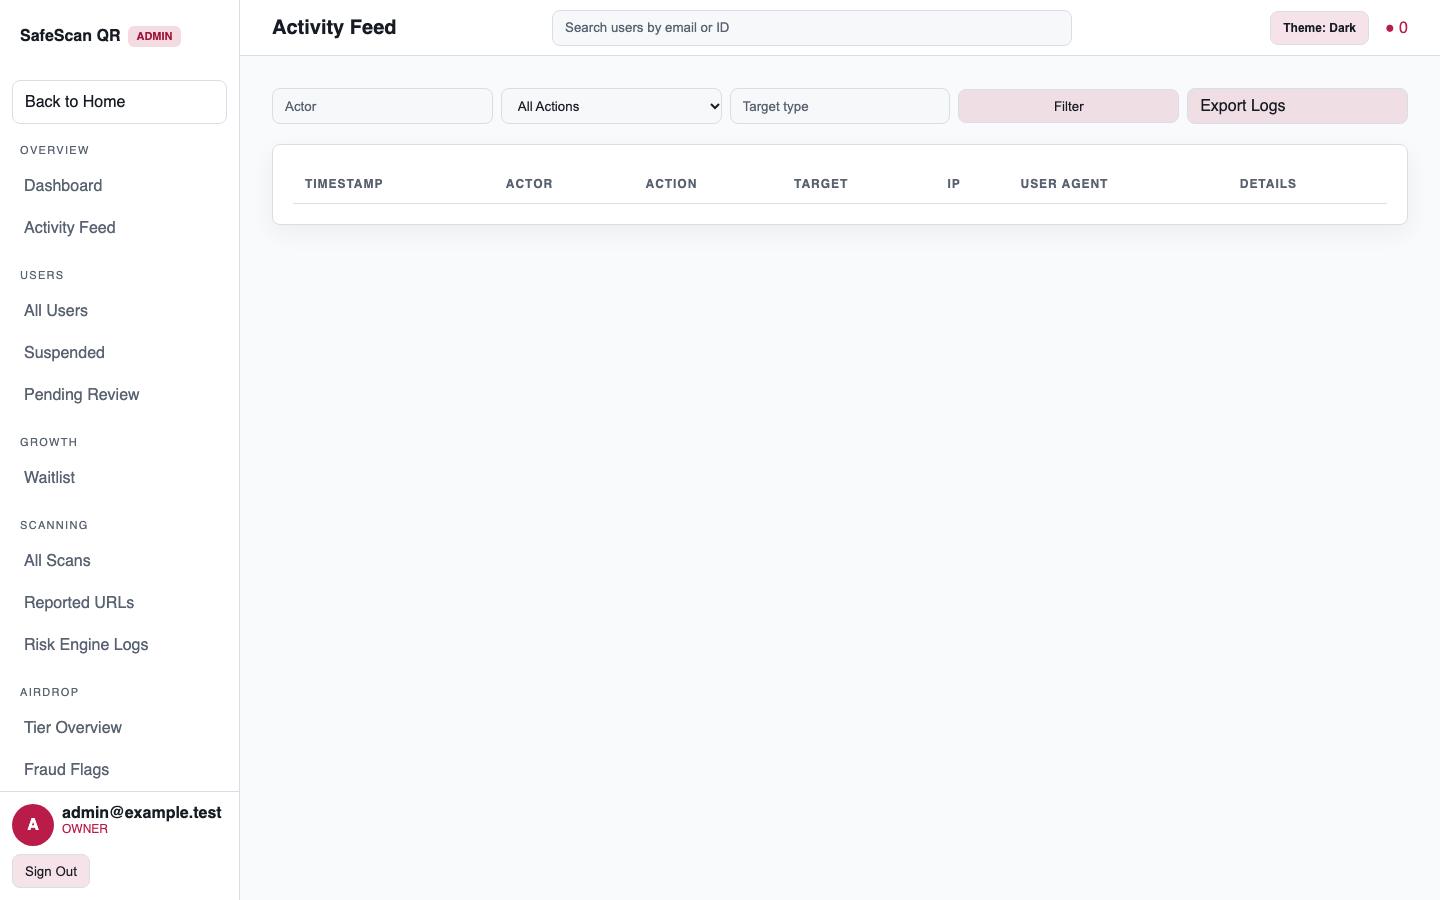 SafeScan QR ADMIN
Back to Home
OVERVIEW
Dashboard
Activity Feed
USERS
All Users
Suspended
Pending Review
GROWTH
Waitlist
SCANNING
All Scans
Reported URLs
Risk Engine Logs
AIRDROP
Tier Overview
Fraud Flags
A admin@example.test
OWNER
Sign Out
Activity Feed
Search users by email or ID
Theme: Dark
● 0
Actor
All Actions
Target type
Filter
Export Logs
TIMESTAMP ACTOR ACTION TARGET IP USER AGENT DETAILS